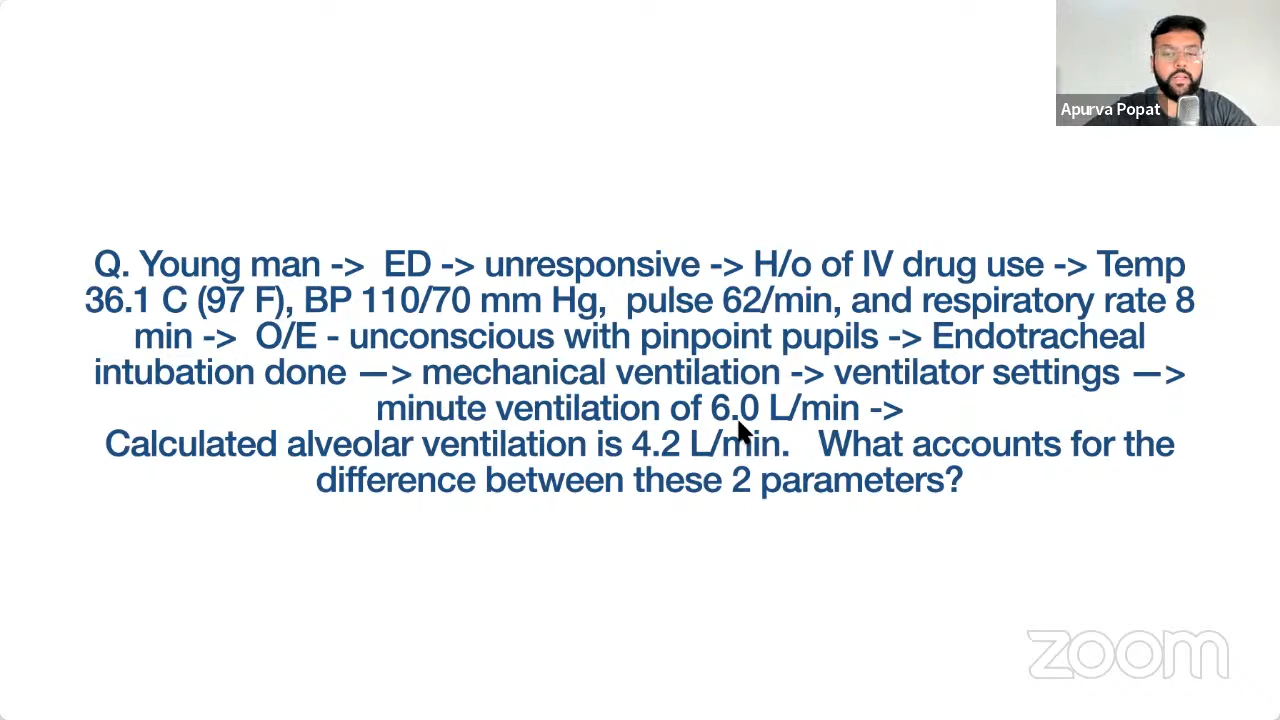 Apurva Popat
Q. Young man -> ED -> unresponsive -> H/o of IV drug use -> Temp
36.1 C (97 F), BP 110/70 mm Hg, pulse 62/min, and respiratory rate 8
min -> O/E - unconscious with pinpoint pupils -> Endotracheal
intubation done —> mechanical ventilation -> ventilator settings —>
minute ventilation of 6.0 L/min ->
Calculated alveolar ventilation is 4.2 L/min. What accounts for the
difference between these 2 parameters?
zoom